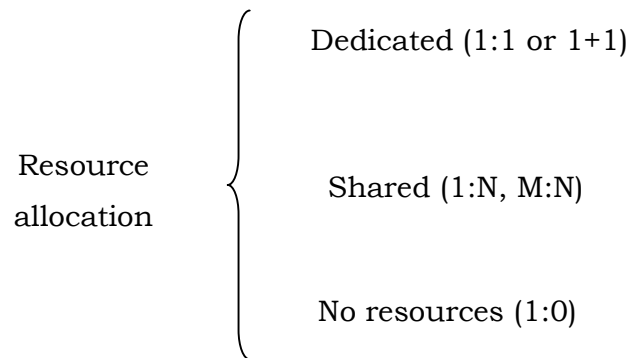 Dedicated (1:1 or 1+1)
Resource
allocation
Shared (1:N, M:N)
No resources (1:0)